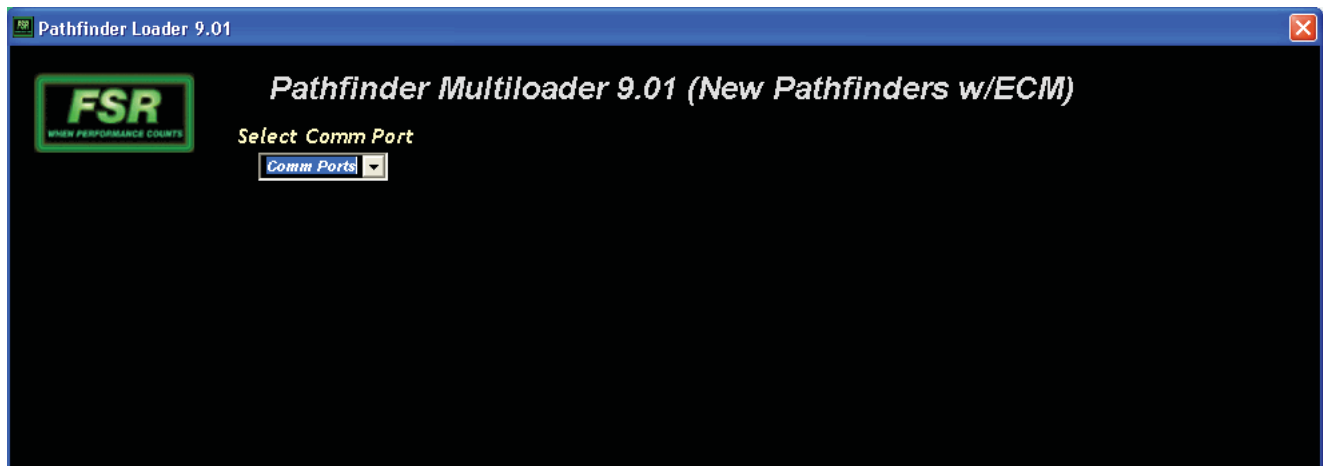 FSR
Pathfinder Loader 9.01
FSR
WHEN PERFORMANCE COUNTS
Pathfinder Multiloader 9.01 (New Pathfinders w/ECM)
Select Comm Port
Comm Ports